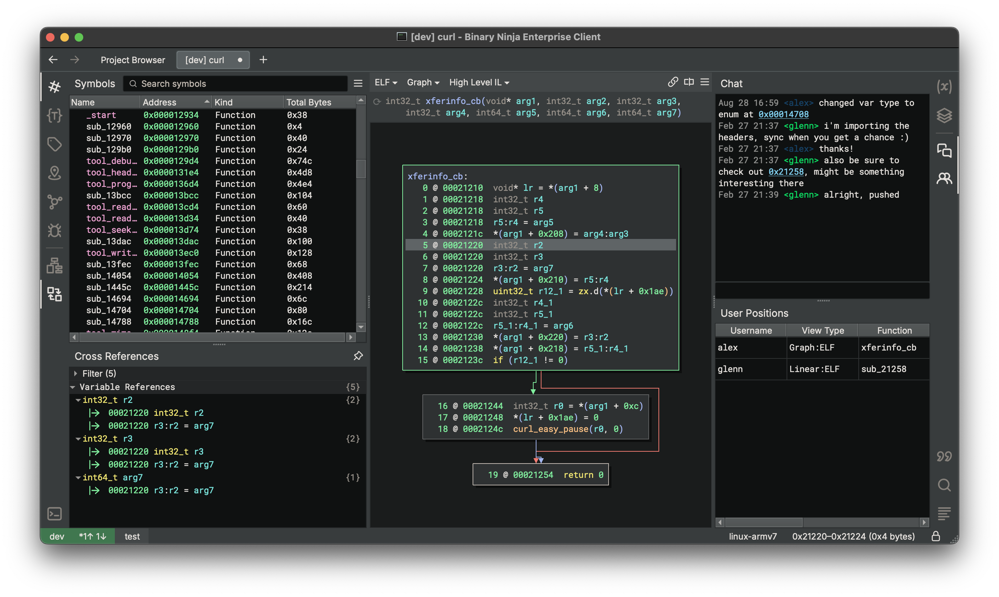 [dev] curl - Binary Ninja Enterprise Client
Project Browser
[dev] curl
Symbols
Search symbols
Name Address Kind Total Bytes
_start 0x000012934 Function 0x38
sub_12960 0x000012960 Function 0x4
sub_12970 0x000012970 Function 0x40
sub_129b0 0x0000129b0 Function 0x24
tool_debu… 0x0000129d4 Function 0x74c
tool_head… 0x0000131e4 Function 0x4d8
tool_prog… 0x0000136d4 Function 0x4e4
sub_13bcc 0x000013bcc Function 0x104
tool_read… 0x000013cd4 Function 0x60
tool_read… 0x000013d34 Function 0x40
tool_seek… 0x000013d74 Function 0x38
sub_13dac 0x000013dac Function 0x100
tool_writ… 0x000013ec0 Function 0x128
sub_13fec 0x000013fec Function 0x68
sub_14054 0x000014054 Function 0x408
sub_1445c 0x00001445c Function 0x214
sub_14694 0x000014694 Function 0x6c
sub_14704 0x000014704 Function 0x80
sub_14788 0x000014788 Function 0x16c
Cross References
Filter (5)
Variable References {5}
int32_t r2 {2}
00021220 int32_t r2
00021220 r3:r2 = arg7
int32_t r3 {2}
00021220 int32_t r3
00021220 r3:r2 = arg7
int64_t arg7 {1}
00021220 r3:r2 = arg7
ELF Graph High Level IL
int32_t xferinfo_cb(void* arg1, int32_t arg2, int32_t arg3,
int32_t arg4, int64_t arg5, int64_t arg6, int64_t arg7)
xferinfo_cb:
0 @ 00021210 void* lr = *(arg1 + 8)
1 @ 00021218 int32_t r4
2 @ 00021218 int32_t r5
3 @ 00021218 r5:r4 = arg5
4 @ 0002121c *(arg1 + 0x208) = arg4:arg3
5 @ 00021220 int32_t r2
6 @ 00021220 int32_t r3
7 @ 00021220 r3:r2 = arg7
8 @ 00021224 *(arg1 + 0x210) = r5:r4
9 @ 00021228 uint32_t r12_1 = zx.d(*(lr + 0x1ae))
10 @ 0002122c int32_t r4_1
11 @ 0002122c int32_t r5_1
12 @ 0002122c r5_1:r4_1 = arg6
13 @ 00021230 *(arg1 + 0x220) = r3:r2
14 @ 00021238 *(arg1 + 0x218) = r5_1:r4_1
15 @ 0002123c if (r12_1 != 0)
16 @ 00021244 int32_t r0 = *(arg1 + 0xc)
17 @ 00021248 *(lr + 0x1ae) = 0
18 @ 0002124c curl_easy_pause(r0, 0)
19 @ 00021254 return 0
Chat
Aug 28 16:59 <alex> changed var type to
enum at 0x00014708
Feb 27 21:37 <glenn> i'm importing the
headers, sync when you get a chance :)
Feb 27 21:37 <alex> thanks!
Feb 27 21:37 <glenn> also be sure to
check out 0x21258, might be something
interesting there
Feb 27 21:39 <glenn> alright, pushed
User Positions
Username View Type Function
alex Graph:ELF xferinfo_cb
glenn Linear:ELF sub_21258
dev *1↑ 1↓ test
linux-armv7 0x21220–0x21224 (0x4 bytes)